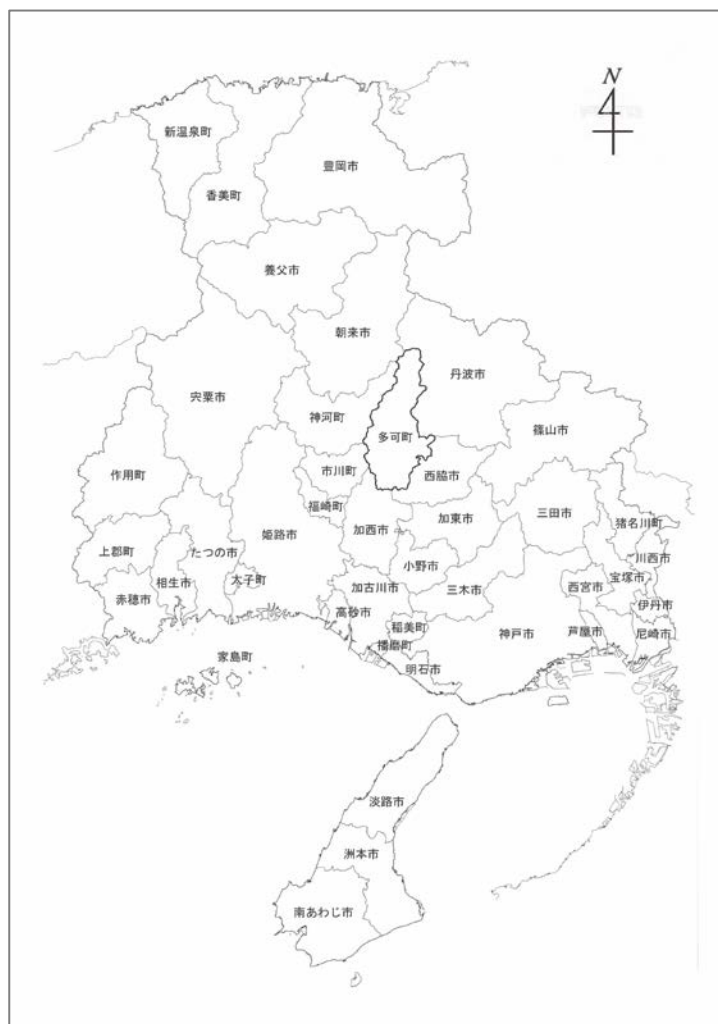 N
新温泉町
豊岡市
香美町
養父市
朝来市
丹波市
宍粟市
神河町
多可町
篠山市
作用町
市川町
西脇市
福崎町
姫路市
加西市
加東市
三田市
猪名川町
上郡町
たつの市
川西市
相生市
太子町
小野市
宝塚市
赤穂市
加古川市
三木市
西宮市
伊丹市
高砂市
稲美町
神戸市
芦屋市
尼崎市
播磨町
家島町
明石市
淡路市
洲本市
南あわじ市